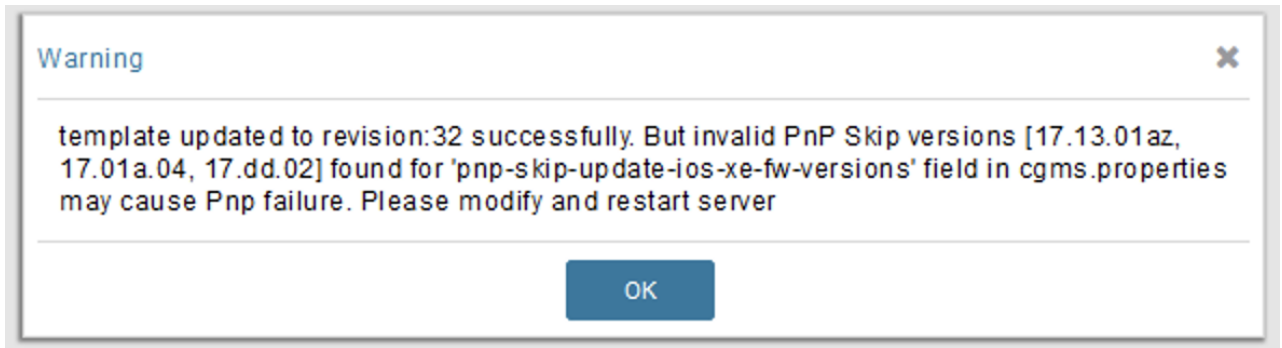 Warning
template updated to revision:32 successfully. But invalid PnP Skip versions [17.13.01az,
17.01a.04, 17.dd.02] found for 'pnp-skip-update-ios-xe-fw-versions' field in cgms.properties
may cause Pnp failure. Please modify and restart server
OK